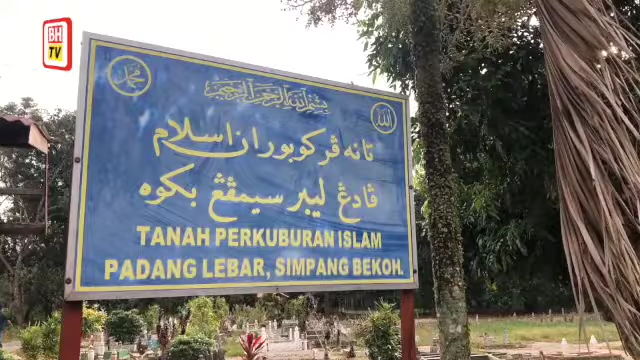 BH
TV
محمد
بسم الله الرحمن الرحيم
الله
تانه ڤركوبوران اسلام
ڤادڠ ليبر سيمڤڠ بكوه
TANAH PERKUBURAN ISLAM
PADANG LEBAR, SIMPANG BEKOH.